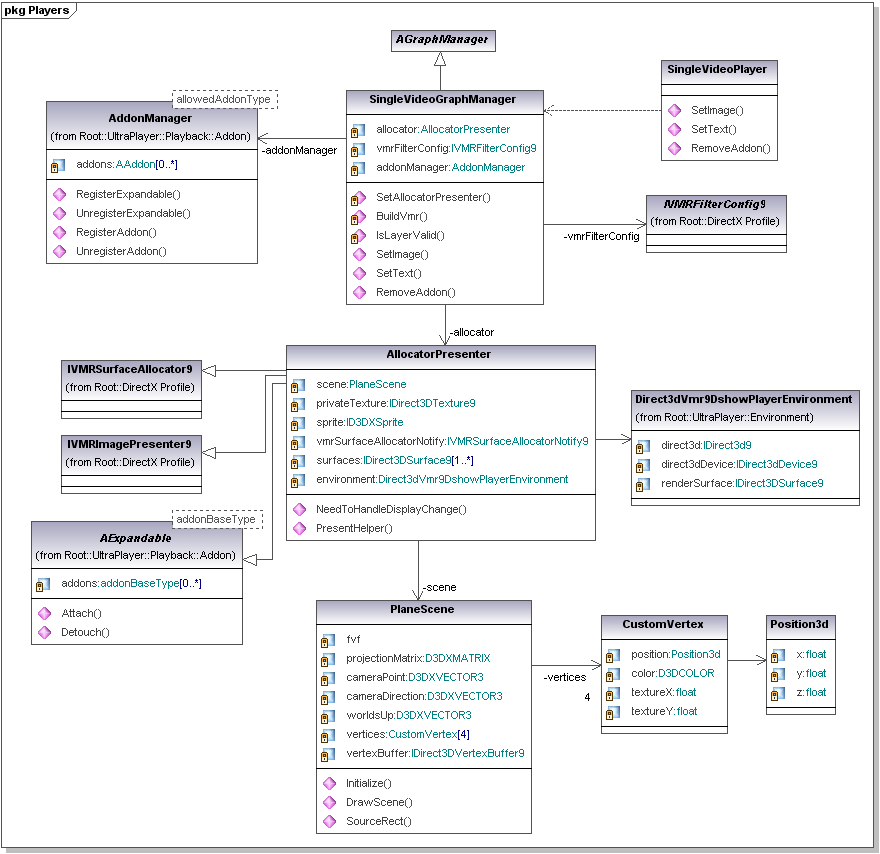 pkg Players
AGraphManager
SingleVideoPlayer
SetImage()
SetText()
RemoveAddon()
allowedAddonType
AddonManager
(from Root::UltraPlayer::Playback::Addon)
addons:AAddon[0..*]
RegisterExpandable()
UnregisterExpandable()
RegisterAddon()
UnregisterAddon()
-addonManager
SingleVideoGraphManager
allocator:AllocatorPresenter
vmrFilterConfig:IVMRFilterConfig9
addonManager:AddonManager
SetAllocatorPresenter()
BuildVmr()
IsLayerValid()
SetImage()
SetText()
RemoveAddon()
IVMRFilterConfig9
(from Root::DirectX Profile)
-vmrFilterConfig
-allocator
IVMRSurfaceAllocator9
(from Root::DirectX Profile)
IVMRImagePresenter9
(from Root::DirectX Profile)
AllocatorPresenter
scene:PlaneScene
privateTexture:IDirect3DTexture9
sprite:ID3DXSprite
vmrSurfaceAllocatorNotify:IVMRSurfaceAllocatorNotify9
surfaces:IDirect3DSurface9[1..*]
environment:Direct3dVmr9DshowPlayerEnvironment
NeedToHandleDisplayChange()
PresentHelper()
Direct3dVmr9DshowPlayerEnvironment
(from Root::UltraPlayer::Environment)
direct3d:IDirect3d9
direct3dDevice:IDirect3dDevice9
renderSurface:IDirect3DSurface9
addonBaseType
AExpandable
(from Root::UltraPlayer::Playback::Addon)
addons:addonBaseType[0..*]
Attach()
Detouch()
-scene
PlaneScene
fvf
projectionMatrix:D3DXMATRIX
cameraPoint:D3DXVECTOR3
cameraDirection:D3DXVECTOR3
worldsUp:D3DXVECTOR3
vertices:CustomVertex[4]
vertexBuffer:IDirect3DVertexBuffer9
Initialize()
DrawScene()
SourceRect()
-vertices
4
CustomVertex
position:Position3d
color:D3DCOLOR
textureX:float
textureY:float
Position3d
x:float
y:float
z:float